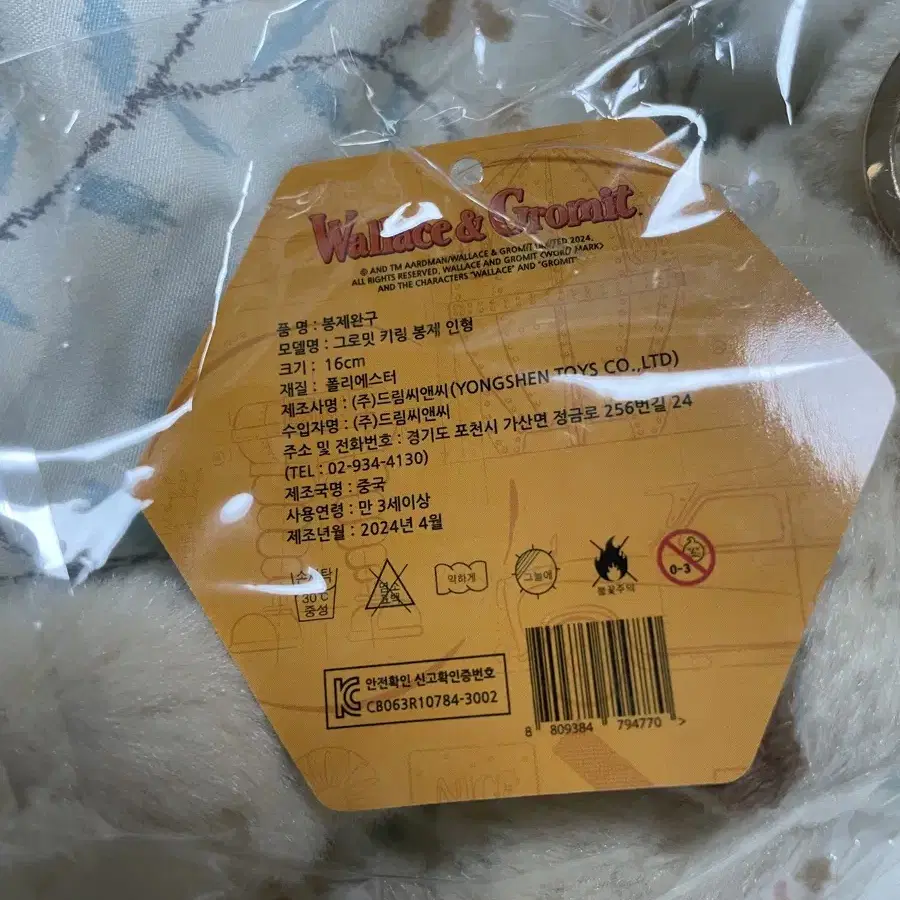 Wallace & Gromit
© AND TM AARDMAN/WALLACE & GROMIT LIMITED 2024.
ALL RIGHTS RESERVED, WALLACE AND GROMIT (WORD MARK)
AND THE CHARACTERS "WALLACE" AND "GROMIT"
품 명 : 봉제완구
모델명 : 그로밋 키링 봉제 인형
크기 : 16cm
재질 : 폴리에스터
제조사명 : (주)드림씨앤씨(YONGSHEN TOYS CO.,LTD)
수입자명 : (주)드림씨앤씨
주소 및 전화번호 : 경기도 포천시 가산면 정금로 256번길 24
(TEL : 02-934-4130)
제조국명 : 중국
사용연령 : 만 3세이상
제조년월 : 2024년 4월
손세탁
30℃
중성
염소
표백
약하게
그늘에
불꽃주의
0-3
안전확인 신고확인증번호
CB063R10784-3002
8 809384 794770 >
NICE